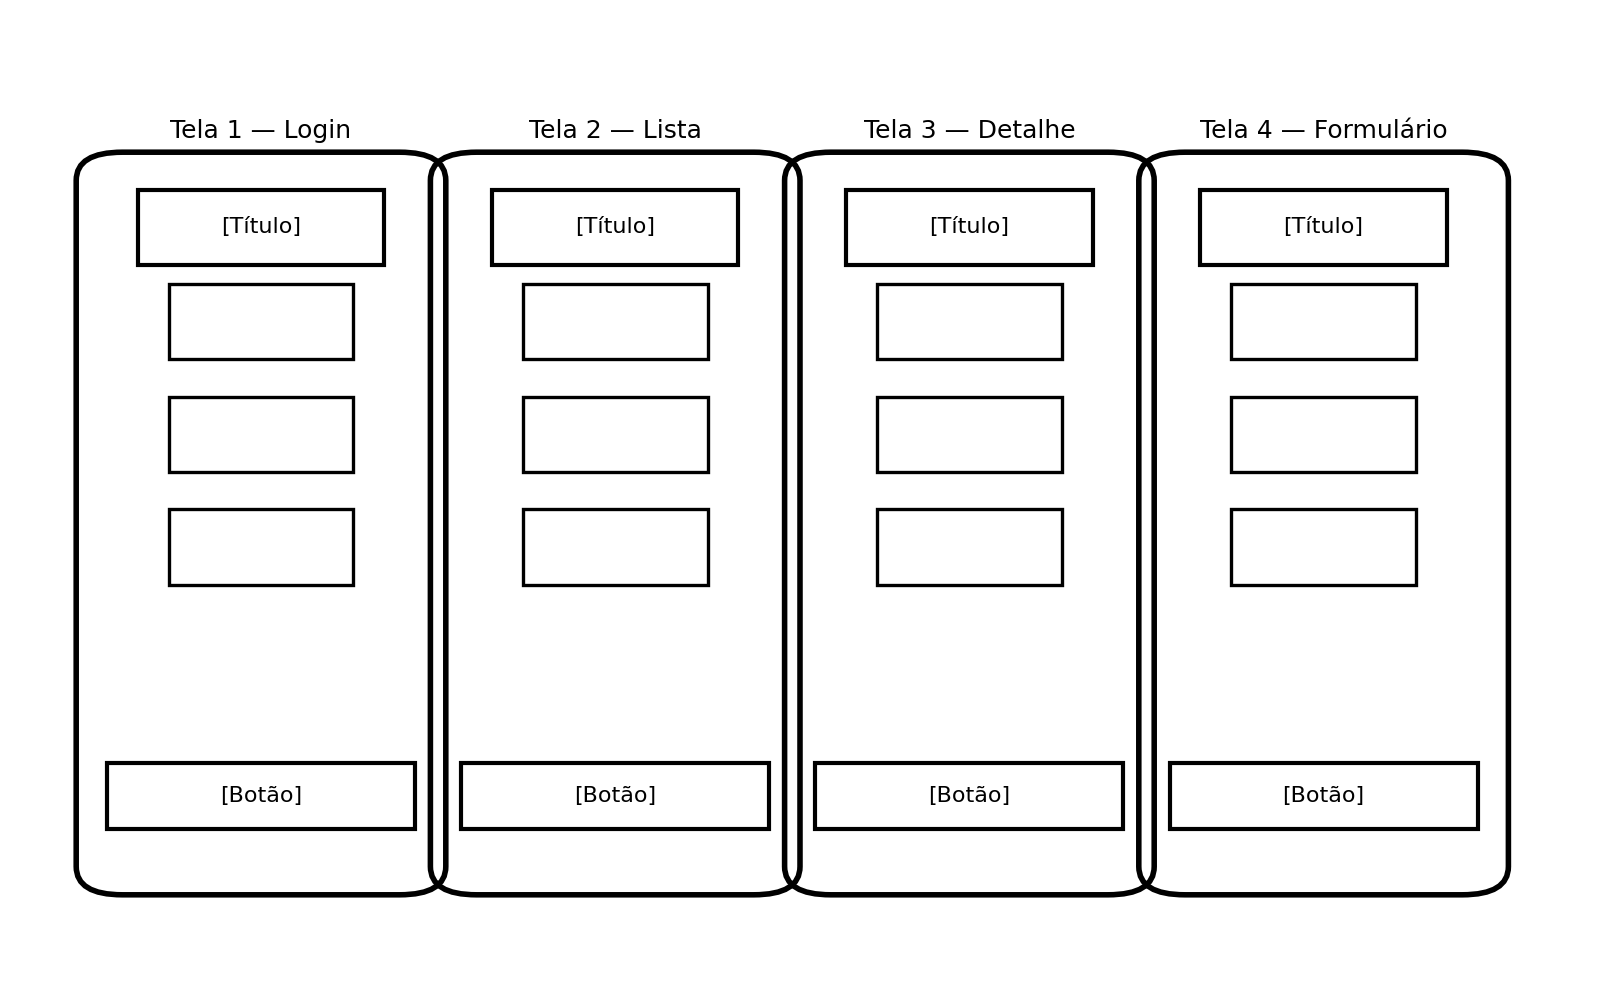 Tela 1 — Login
[Título]
[Botão]
Tela 2 — Lista
[Título]
[Botão]
Tela 3 — Detalhe
[Título]
[Botão]
Tela 4 — Formulário
[Título]
[Botão]